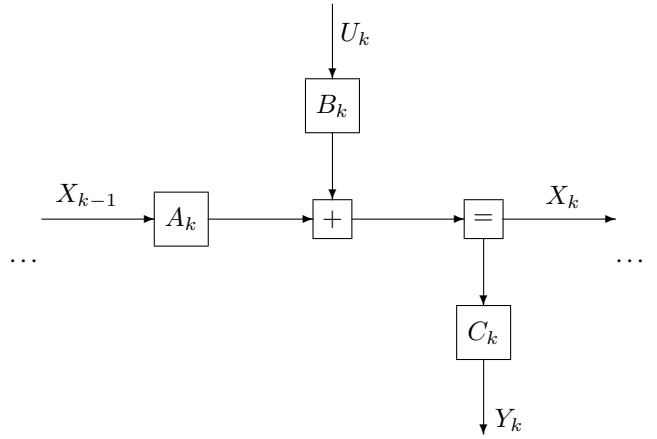 U_k
B_k
X_{k−1}
A_k
+
=
X_k
...
...
C_k
Y_k